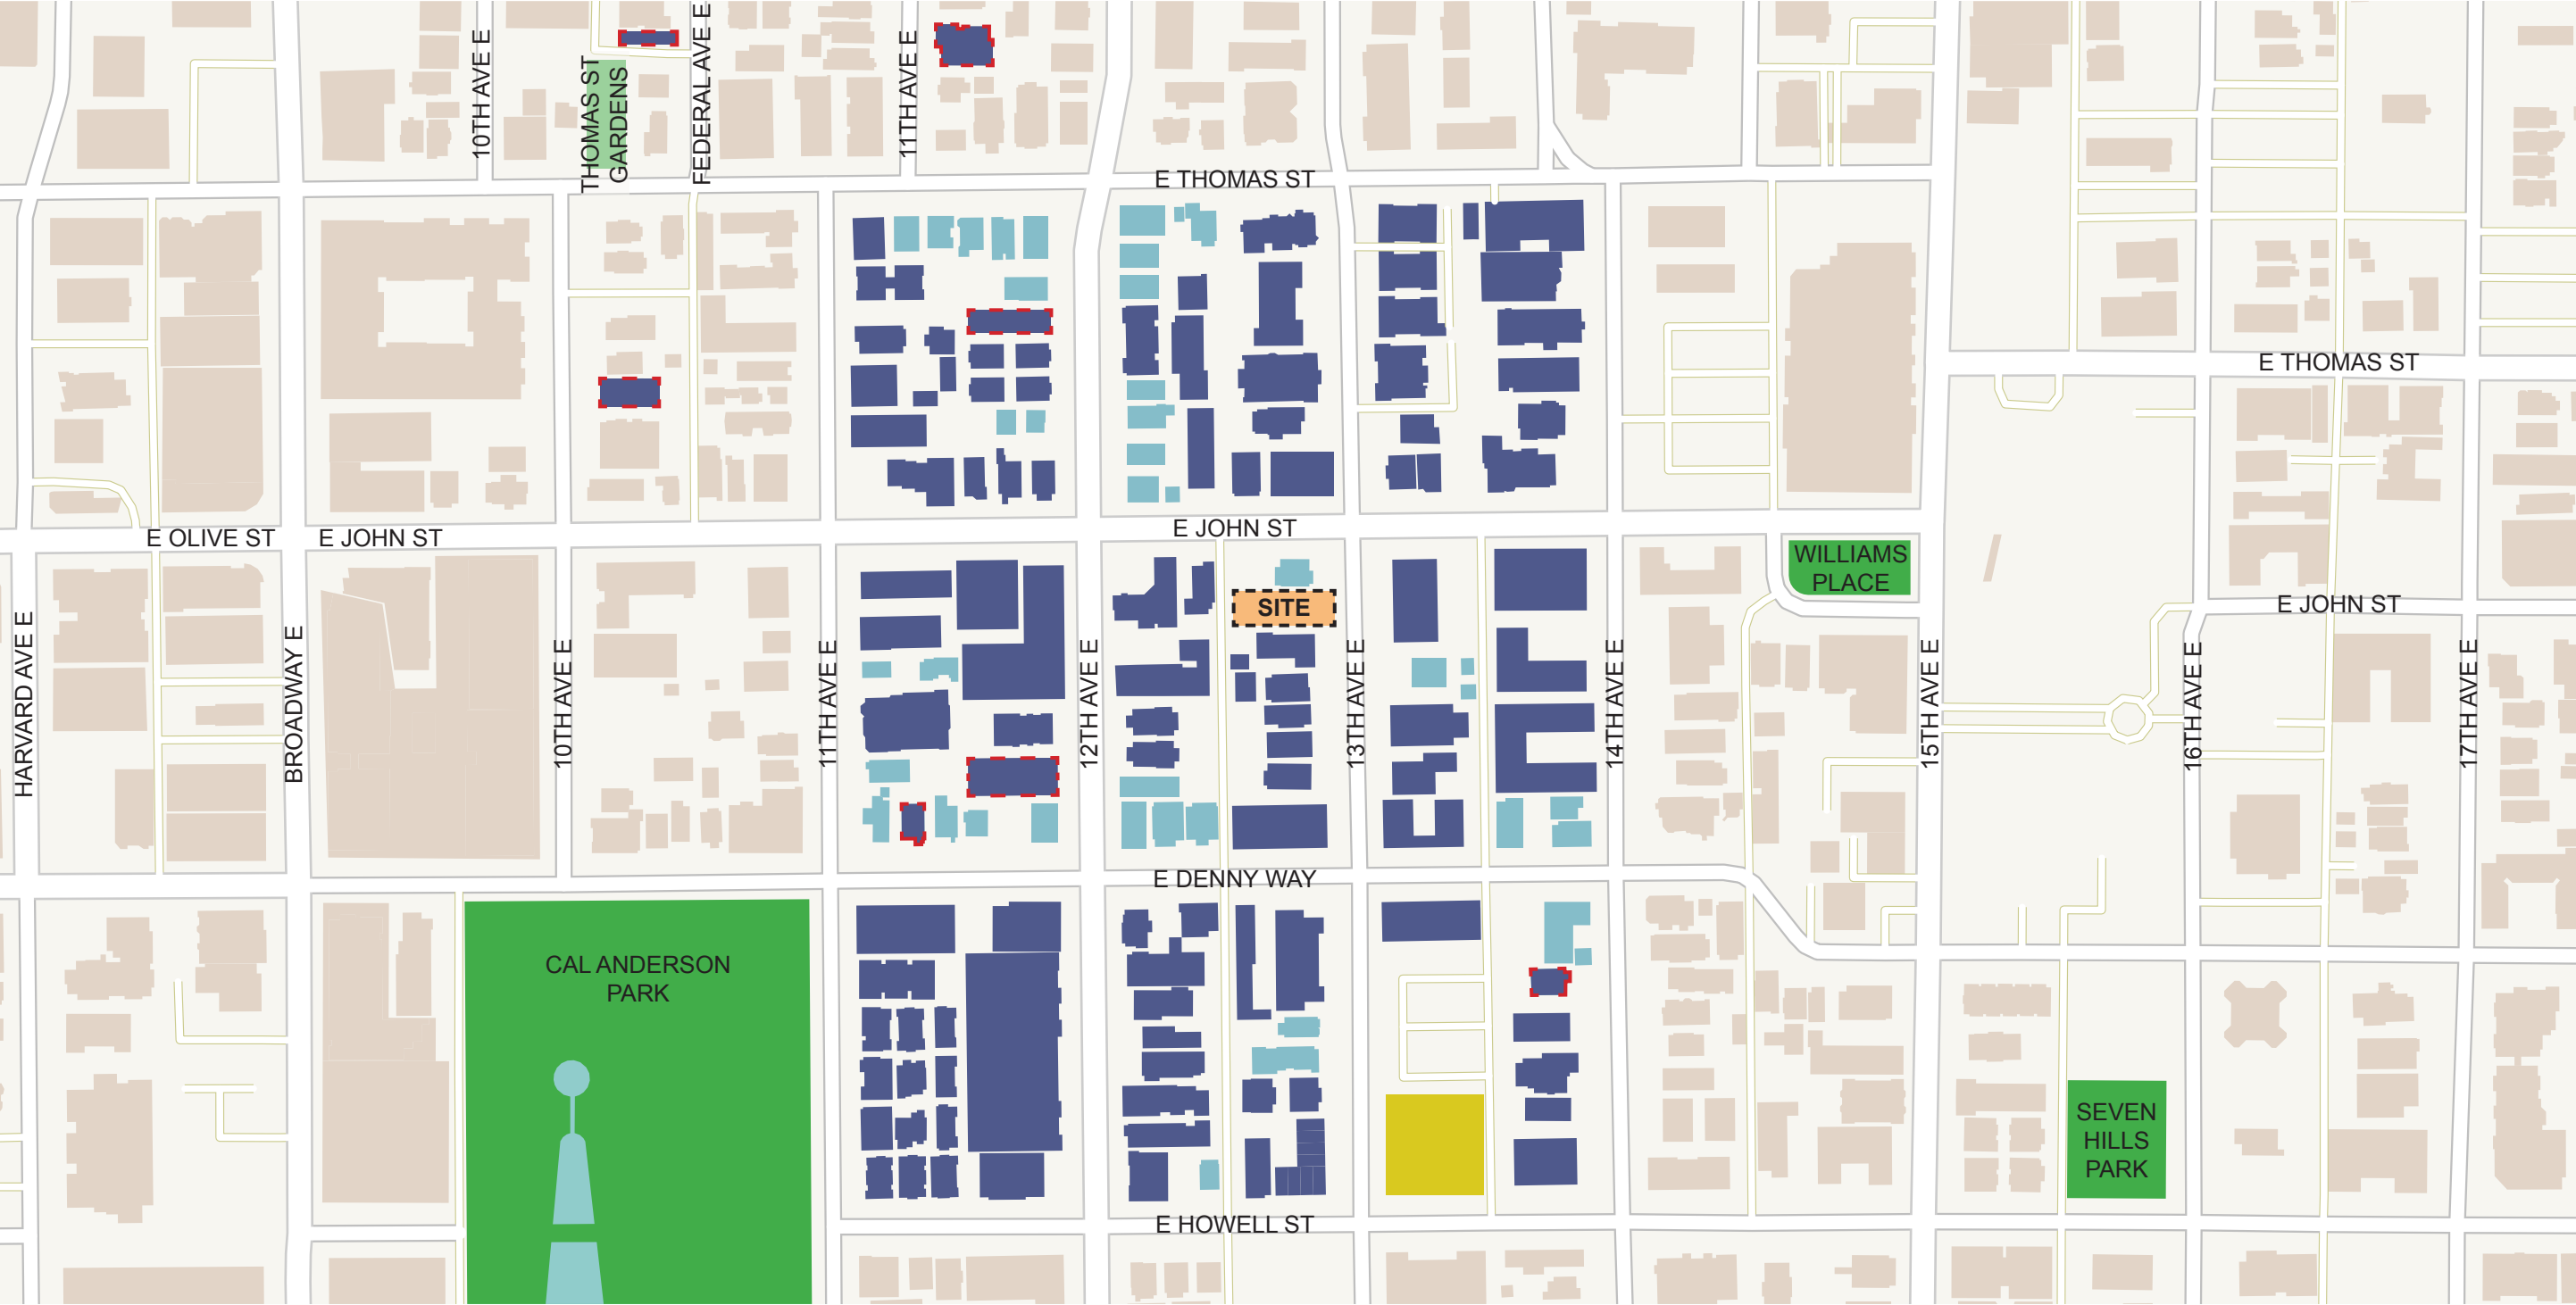 10TH AVE E
THOMAS ST
GARDENS
FEDERAL AVE E
11TH AVE E
E THOMAS ST
E THOMAS ST
E OLIVE ST
E JOHN ST
E JOHN ST
WILLIAMS
PLACE
SITE
E JOHN ST
HARVARD AVE E
BROADWAY E
10TH AVE E
11TH AVE E
12TH AVE E
13TH AVE E
14TH AVE E
15TH AVE E
16TH AVE E
17TH AVE E
E DENNY WAY
CAL ANDERSON
PARK
SEVEN
HILLS
PARK
E HOWELL ST